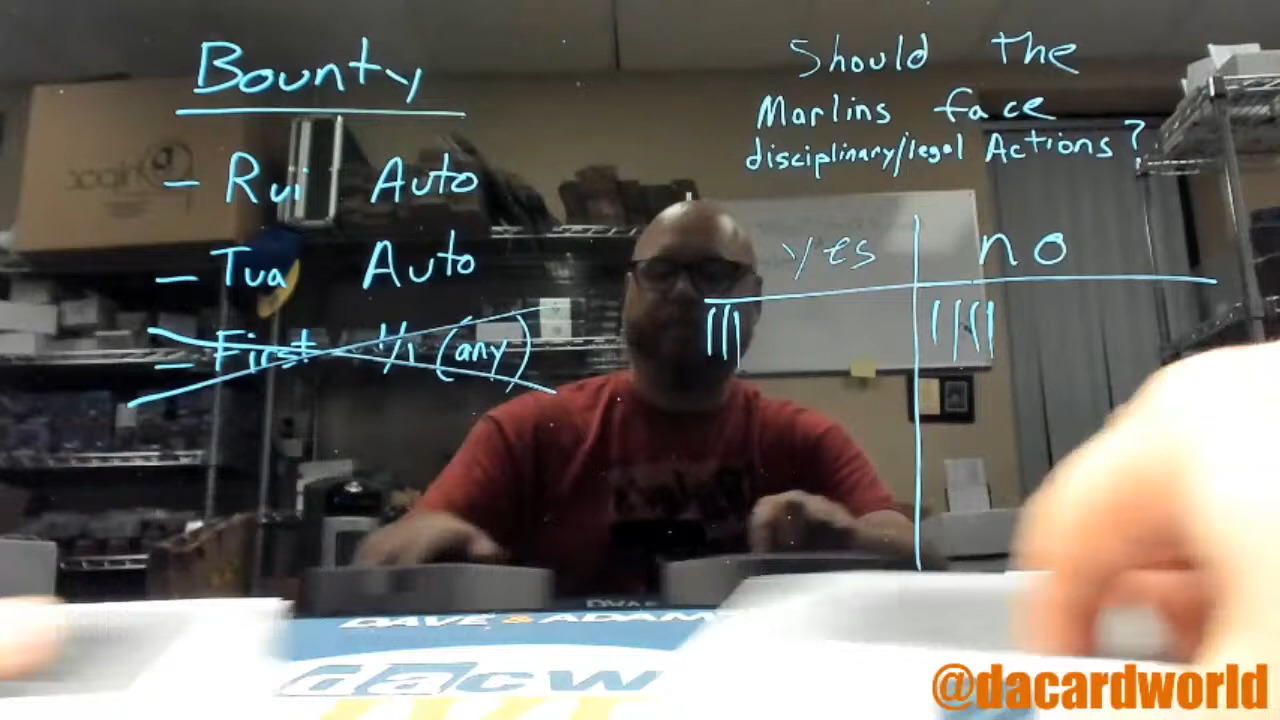 Bounty
- Rui Auto
- Tua Auto
- First 1/1 (any)
Should the
Marlins face
disciplinary/legal Actions?
yes no
DAVE & ADAM
dacw
@dacardworld